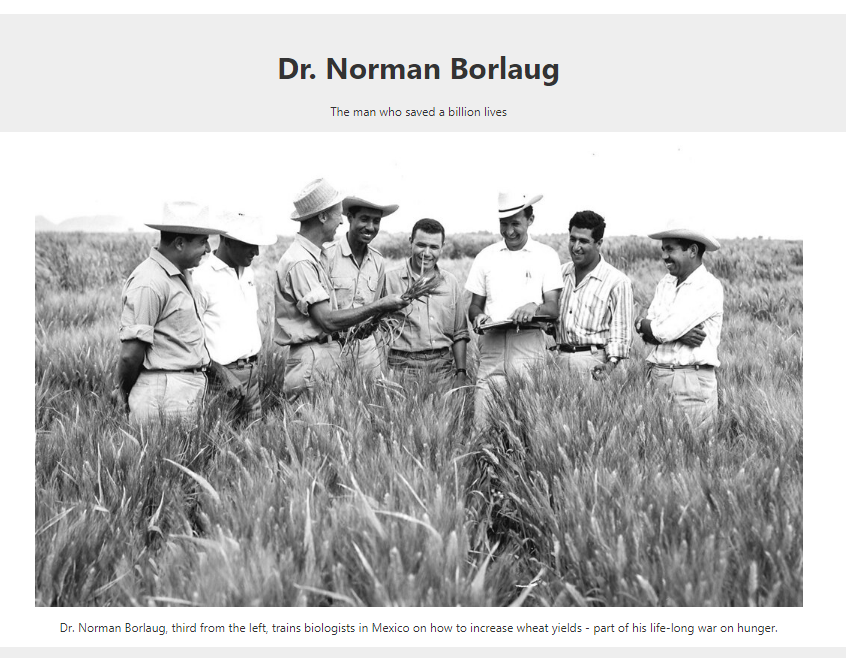 Dr. Norman Borlaug
The man who saved a billion lives
Dr. Norman Borlaug, third from the left, trains biologists in Mexico on how to increase wheat yields - part of his life-long war on hunger.